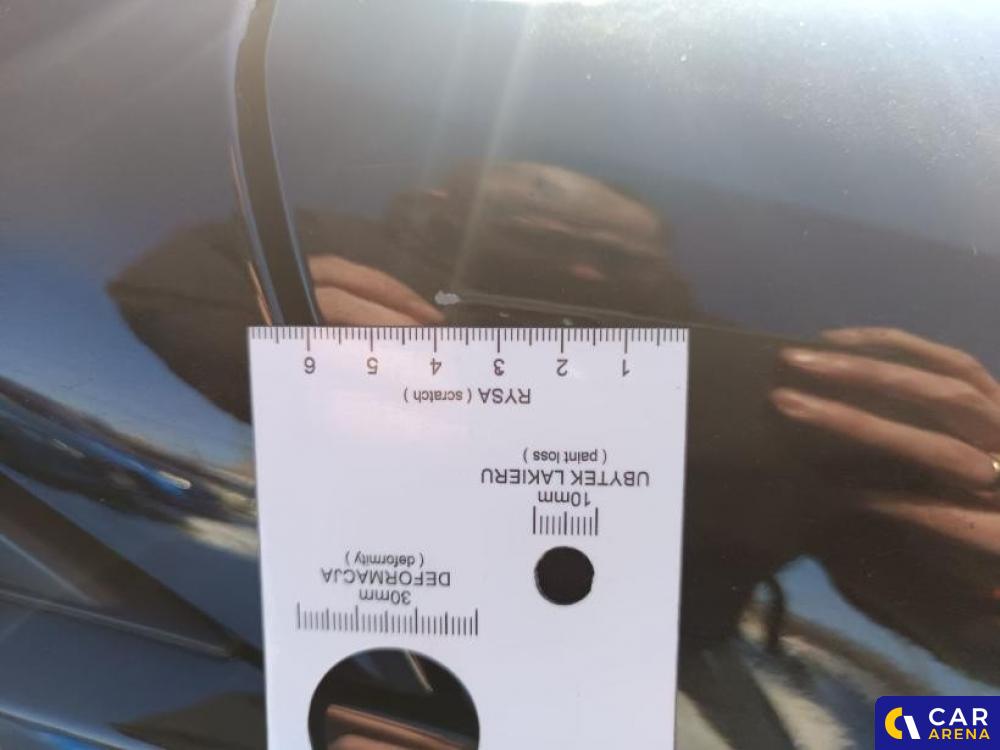 6 5 4 3 2 1
RYSA ( scratch )
( paint loss )
UBYTEK LAKIERU
10mm
( deformity )
DEFORMACJA
30mm
CAR
ARENA